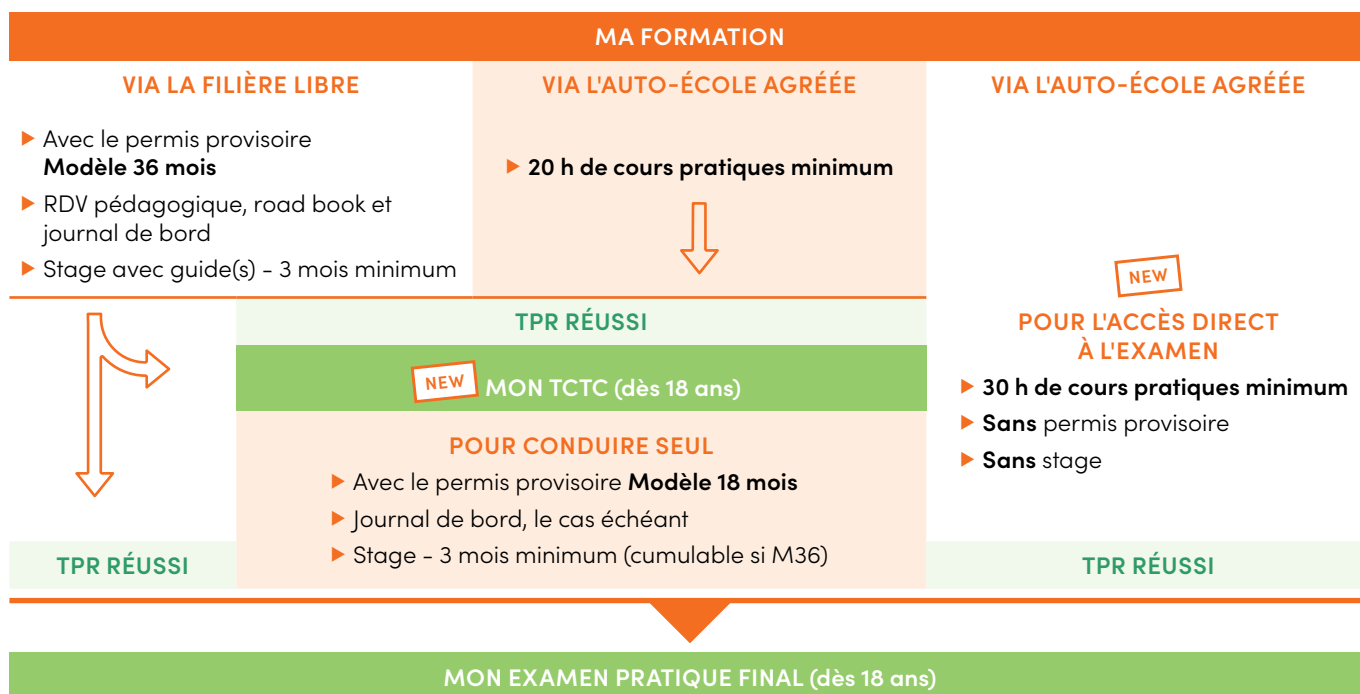 MA FORMATION
VIA LA FILIÈRE LIBRE
▶ Avec le permis provisoire
Modèle 36 mois
▶ RDV pédagogique, road book et
journal de bord
▶ Stage avec guide(s) - 3 mois minimum
VIA L'AUTO-ÉCOLE AGRÉÉE
▶ 20 h de cours pratiques minimum
VIA L'AUTO-ÉCOLE AGRÉÉE
NEW
POUR L'ACCÈS DIRECT
À L'EXAMEN
▶ 30 h de cours pratiques minimum
▶ Sans permis provisoire
▶ Sans stage
TPR RÉUSSI
NEW MON TCTC (dès 18 ans)
POUR CONDUIRE SEUL
▶ Avec le permis provisoire Modèle 18 mois
▶ Journal de bord, le cas échéant
▶ Stage - 3 mois minimum (cumulable si M36)
TPR RÉUSSI
TPR RÉUSSI
MON EXAMEN PRATIQUE FINAL (dès 18 ans)